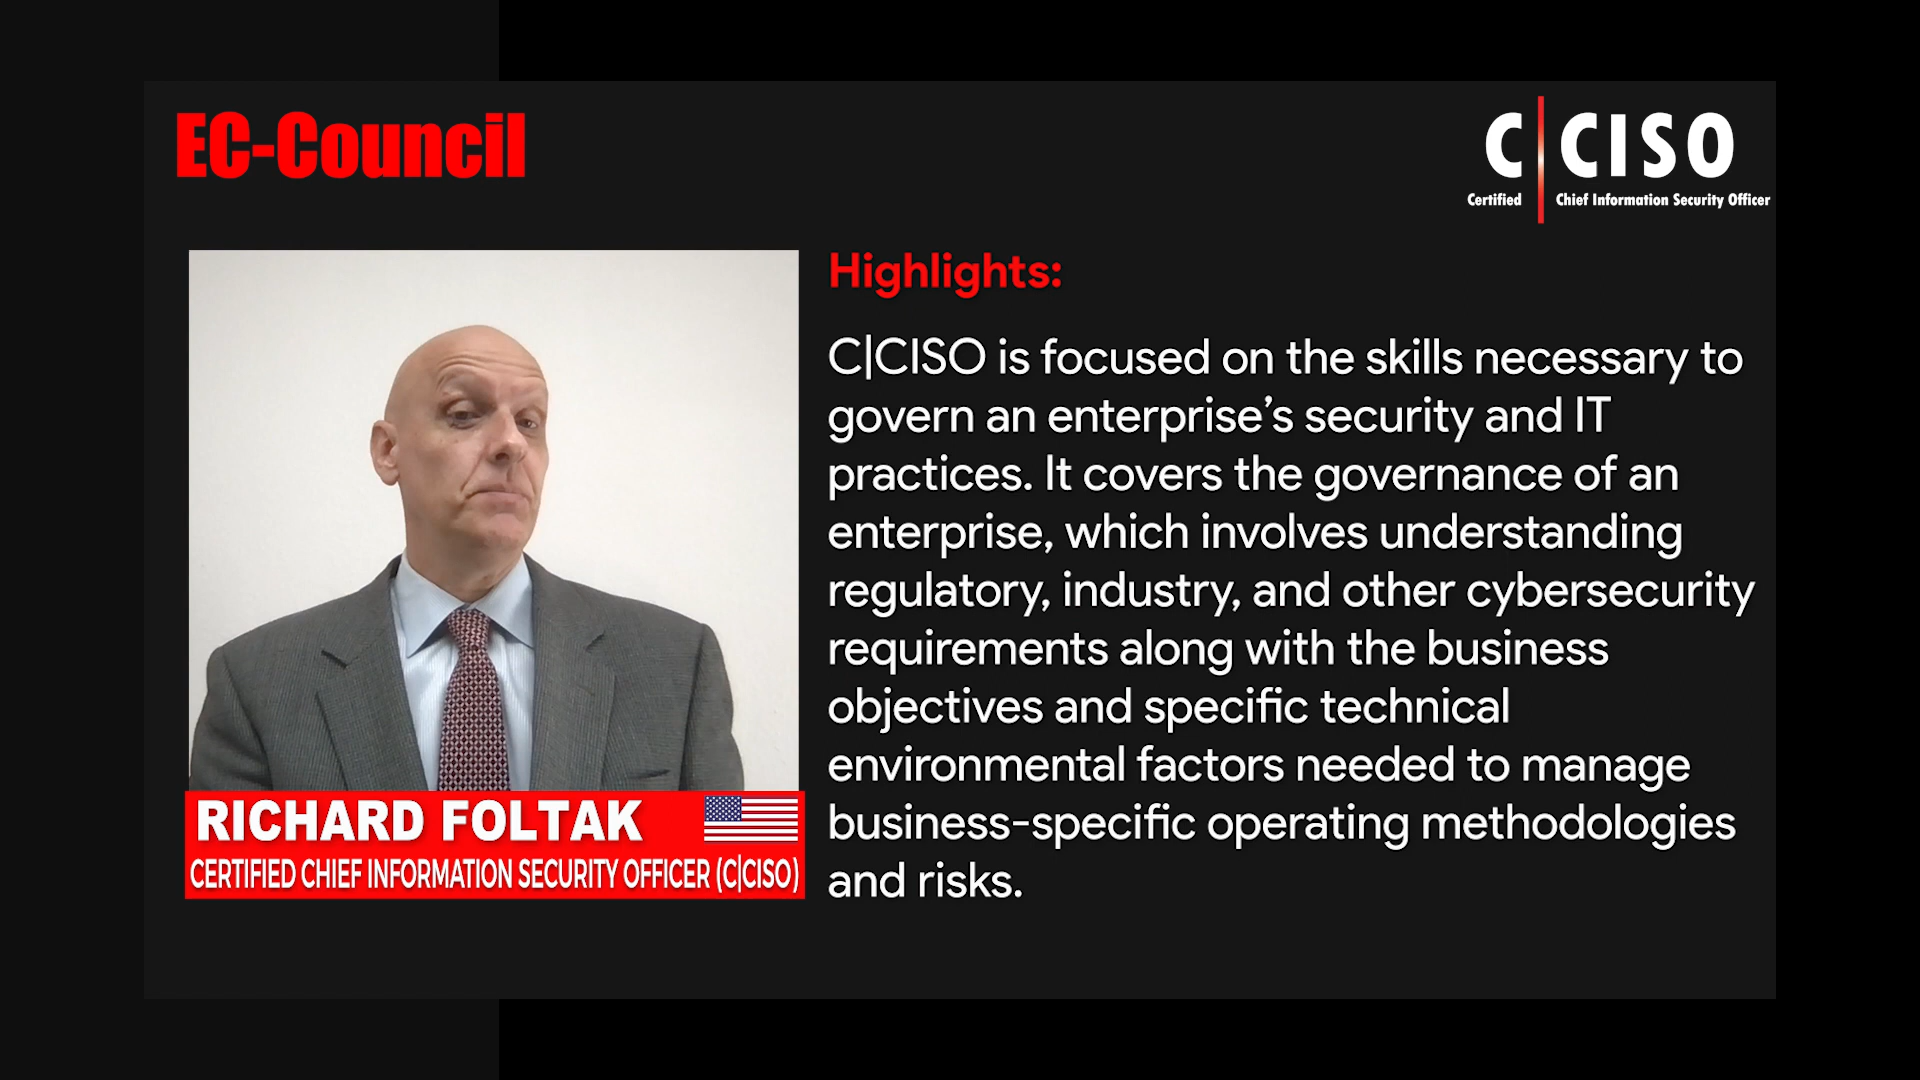 EC-Council
C|CISO
Certified Chief Information Security Officer
Highlights:
C|CISO is focused on the skills necessary to
govern an enterprise’s security and IT
practices. It covers the governance of an
enterprise, which involves understanding
regulatory, industry, and other cybersecurity
requirements along with the business
objectives and specific technical
environmental factors needed to manage
business-specific operating methodologies
and risks.
RICHARD FOLTAK
CERTIFIED CHIEF INFORMATION SECURITY OFFICER (C|CISO)